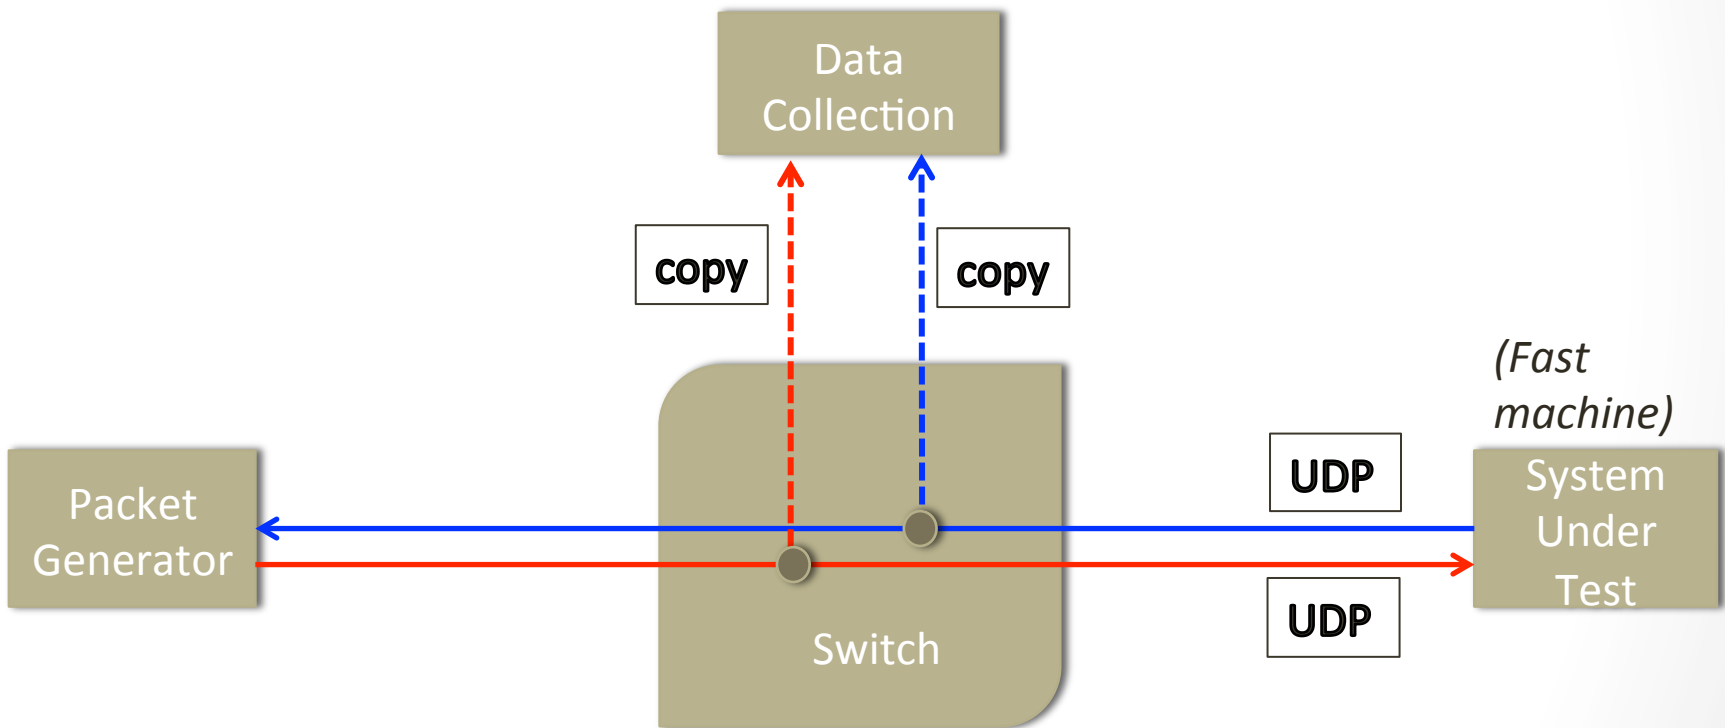 Data
Collection
copy
copy
(Fast
machine)
Packet
Generator
UDP
System
Under
Test
UDP
Switch